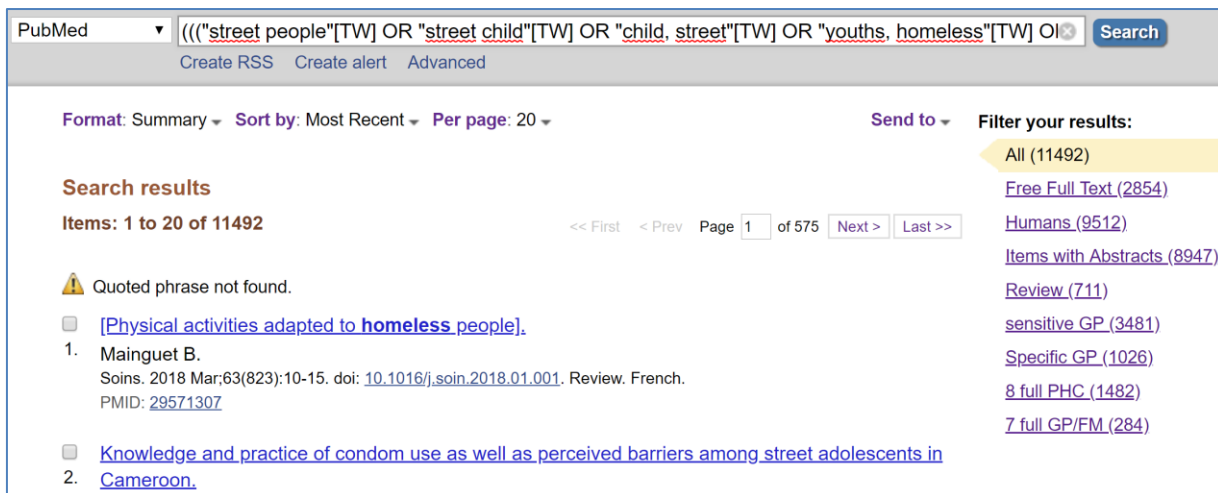 PubMed ((("street people"[TW] OR "street child"[TW] OR "child, street"[TW] OR "youths, homeless"[TW] Search
Create RSS Create alert Advanced
Format: Summary Sort by: Most Recent Per page: 20 Send to
Filter your results:
All (11492)
Search results
Free Full Text (2854)
Items: 1 to 20 of 11492 << First < Prev Page 1 of 575 Next > Last >>
Humans (9512)
Items with Abstracts (8947)
Quoted phrase not found.
Review (711)
[Physical activities adapted to homeless people].
sensitive GP (3481)
1. Mainguet B.
Specific GP (1026)
Soins. 2018 Mar;63(823):10-15. doi: 10.1016/j.soin.2018.01.001. Review. French.
8 full PHC (1482)
PMID: 29571307
7 full GP/FM (284)
Knowledge and practice of condom use as well as perceived barriers among street adolescents in
2. Cameroon.